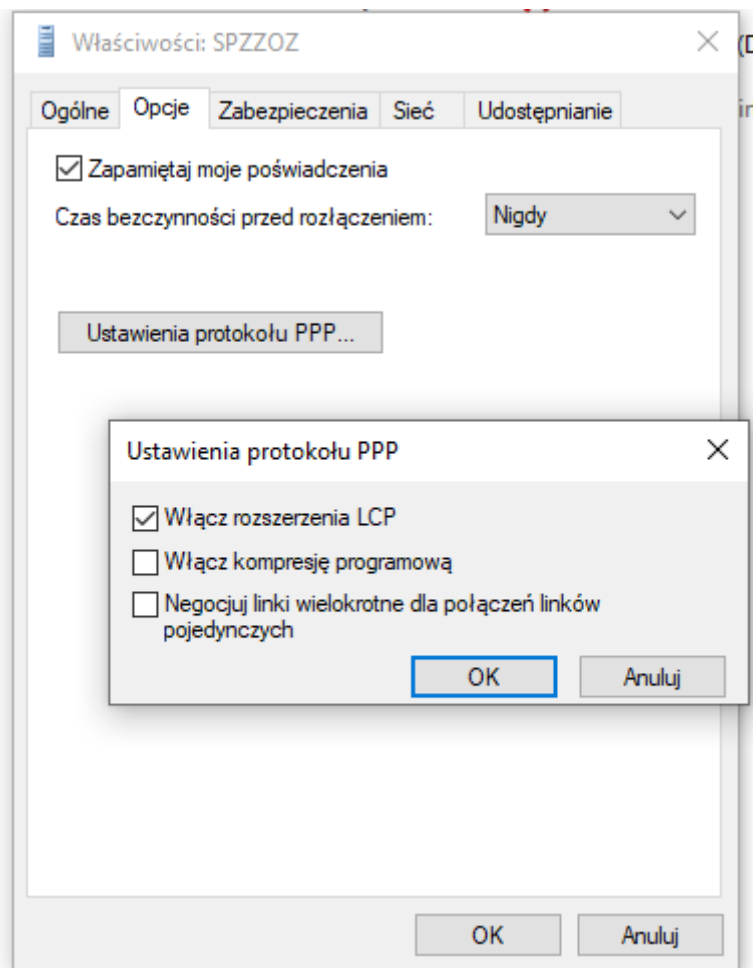 Właściwości: SPZZOZ
Ogólne Opcje Zabezpieczenia Sieć Udostępnianie
Zapamiętaj moje poświadczenia
Czas bezczynności przed rozłączeniem: Nigdy
Ustawienia protokołu PPP...
Ustawienia protokołu PPP
Włącz rozszerzenia LCP
Włącz kompresję programową
Negocjuj linki wielokrotne dla połączeń linków
pojedynczych
OK Anuluj
OK Anuluj